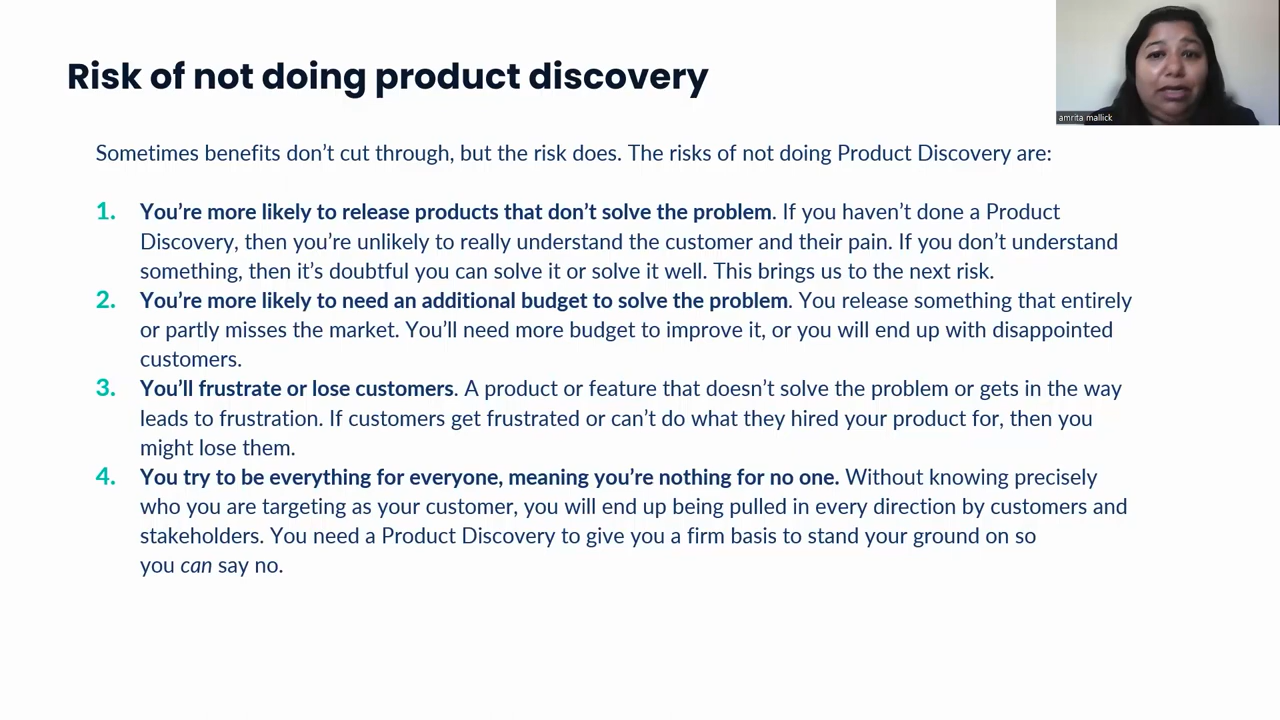 Risk of not doing product discovery
amrita mallick
Sometimes benefits don’t cut through, but the risk does. The risks of not doing Product Discovery are:
1. You’re more likely to release products that don’t solve the problem. If you haven’t done a Product
Discovery, then you’re unlikely to really understand the customer and their pain. If you don’t understand
something, then it’s doubtful you can solve it or solve it well. This brings us to the next risk.
2. You’re more likely to need an additional budget to solve the problem. You release something that entirely
or partly misses the market. You’ll need more budget to improve it, or you will end up with disappointed
customers.
3. You’ll frustrate or lose customers. A product or feature that doesn’t solve the problem or gets in the way
leads to frustration. If customers get frustrated or can’t do what they hired your product for, then you
might lose them.
4. You try to be everything for everyone, meaning you’re nothing for no one. Without knowing precisely
who you are targeting as your customer, you will end up being pulled in every direction by customers and
stakeholders. You need a Product Discovery to give you a firm basis to stand your ground on so
you can say no.